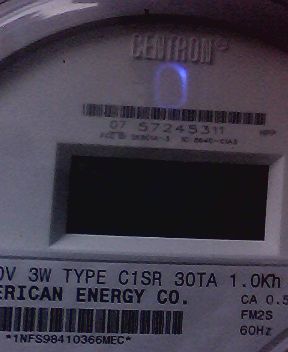 CENTRON®
07 57245311 MPP
0V 3W TYPE C1SR 30TA 1.0Kh
ERICAN ENERGY CO.
CA 0.5
FM2S
60Hz
*1NFS98410366MEC*